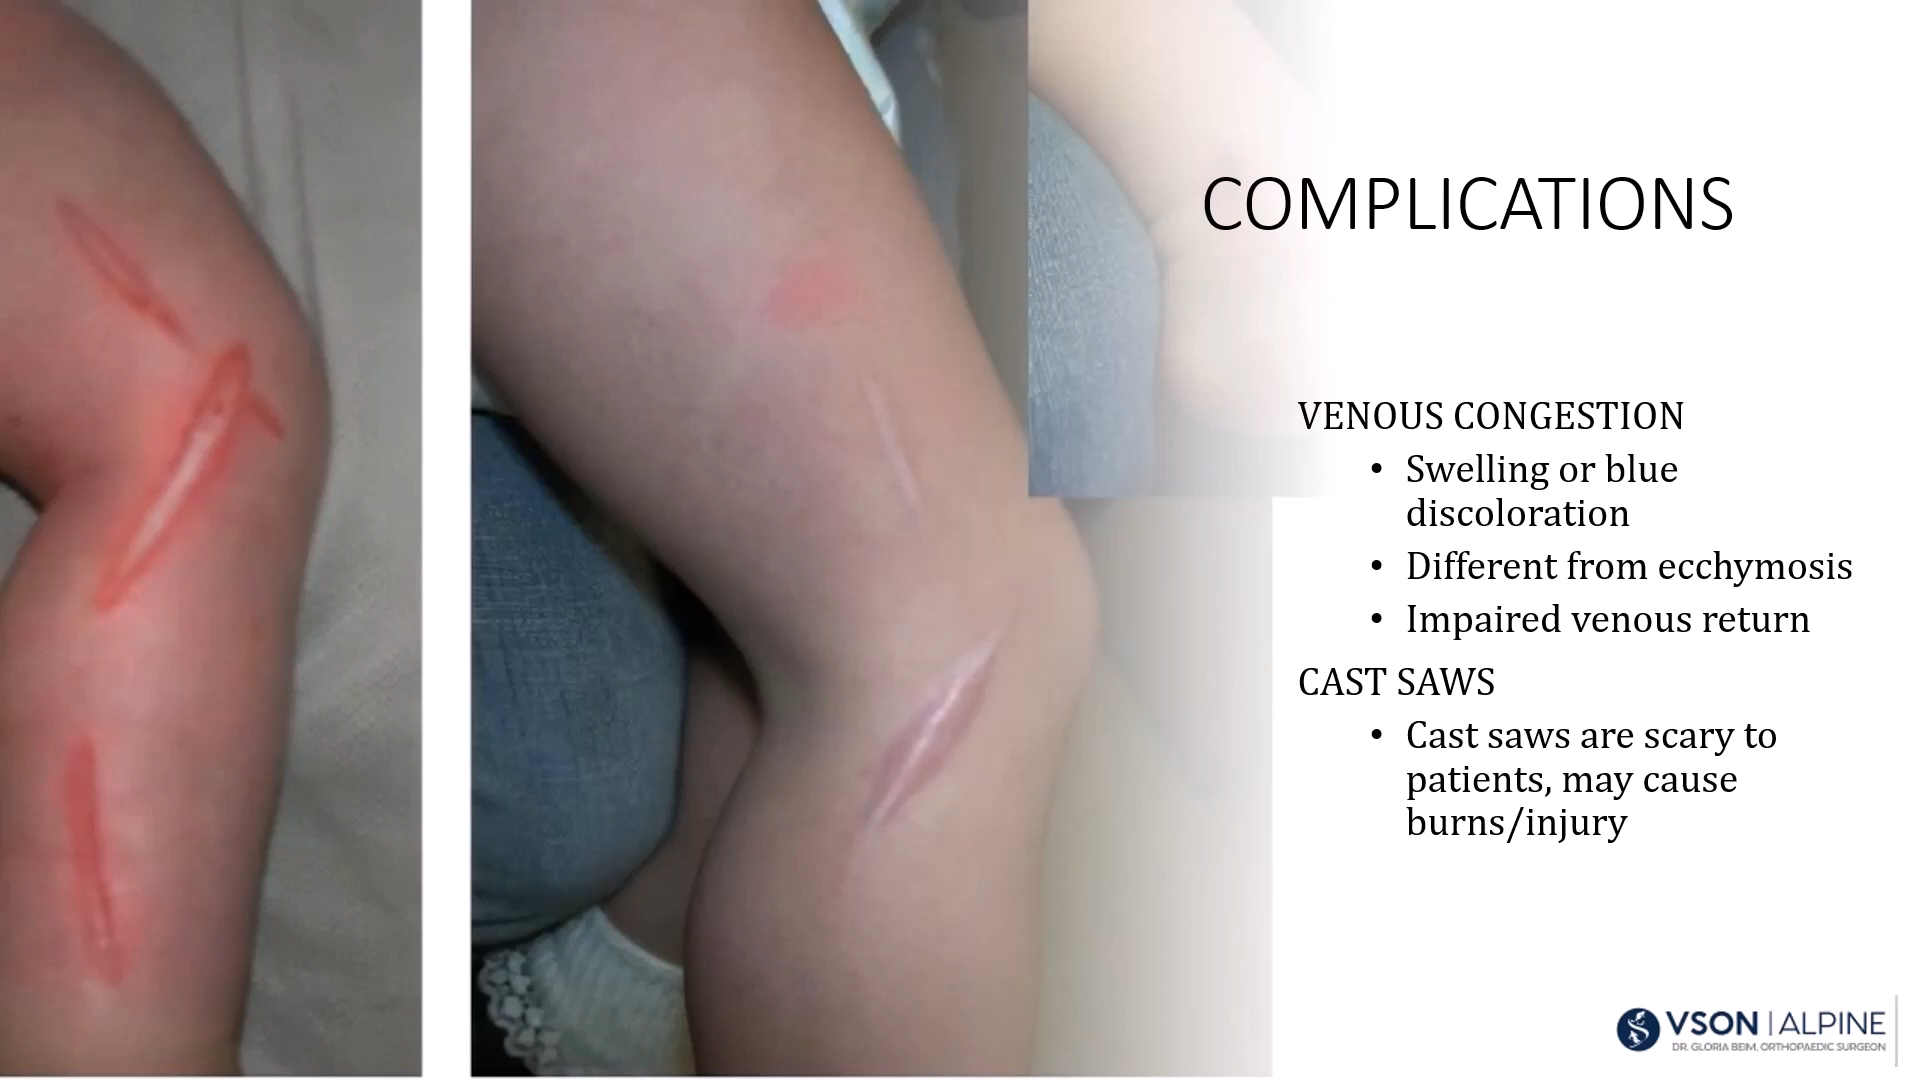 COMPLICATIONS
VENOUS CONGESTION
• Swelling or blue
discoloration
• Different from ecchymosis
• Impaired venous return
CAST SAWS
• Cast saws are scary to
patients, may cause
burns/injury
VSON | ALPINE
DR. GLORIA BEIM, ORTHOPAEDIC SURGEON